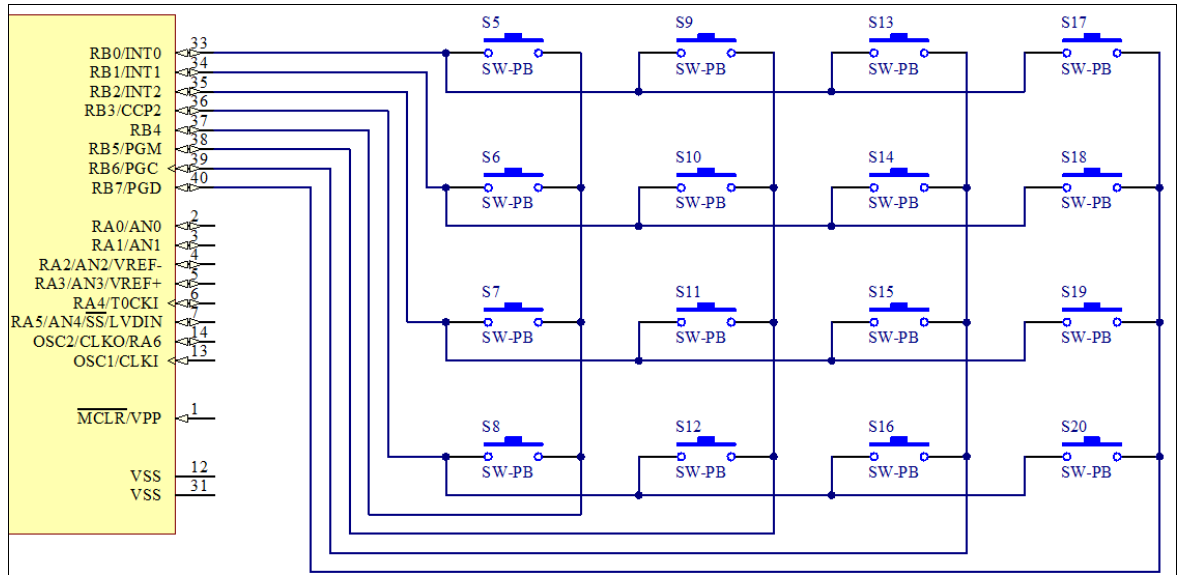 S5 S9 S13 S17
RB0/INT0 33
SW-PB SW-PB SW-PB SW-PB
RB1/INT1 34
RB2/INT2 35
RB3/CCP2 36
RB4 37
RB5/PGM 38
S6 S10 S14 S18
RB6/PGC 39
RB7/PGD 40
SW-PB SW-PB SW-PB SW-PB
RA0/AN0 2
RA1/AN1 3
RA2/AN2/VREF- 4
RA3/AN3/VREF+ 5
S7 S11 S15 S19
RA4/T0CKI 6
RA5/AN4/SS/LVDIN 7
SW-PB SW-PB SW-PB SW-PB
OSC2/CLKO/RA6 14
OSC1/CLKI 13
MCLR/VPP 1
S8 S12 S16 S20
SW-PB SW-PB SW-PB SW-PB
VSS 12
VSS 31